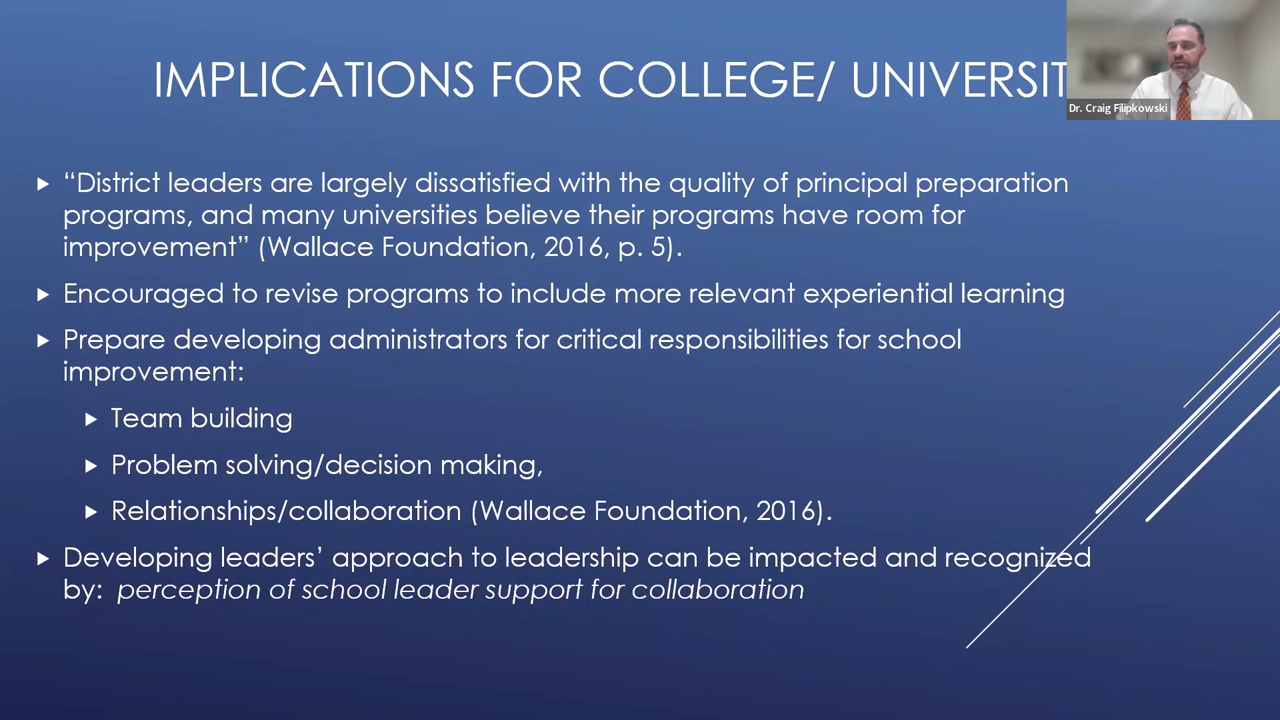 IMPLICATIONS FOR COLLEGE/ UNIVERSIT
Dr. Craig Filipkowski
“District leaders are largely dissatisfied with the quality of principal preparation
programs, and many universities believe their programs have room for
improvement” (Wallace Foundation, 2016, p. 5).
Encouraged to revise programs to include more relevant experiential learning
Prepare developing administrators for critical responsibilities for school
improvement:
Team building
Problem solving/decision making,
Relationships/collaboration (Wallace Foundation, 2016).
Developing leaders’ approach to leadership can be impacted and recognized
by: perception of school leader support for collaboration